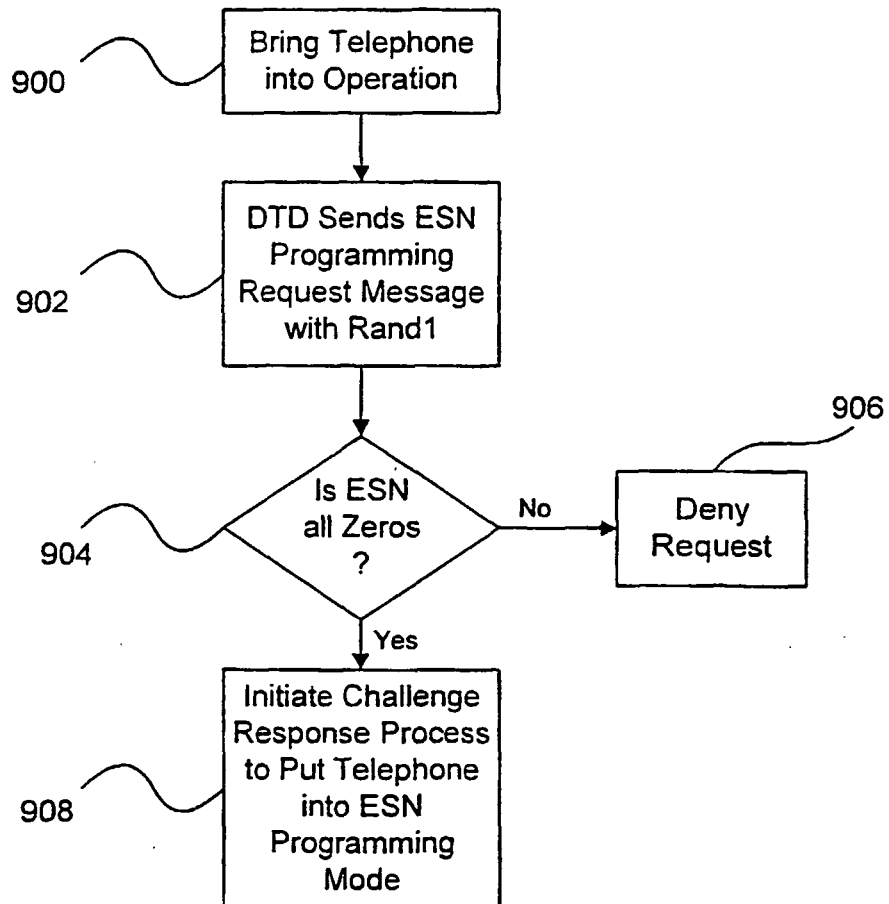 Bring Telephone
into Operation
900
DTD Sends ESN
Programming
Request Message
with Rand1
902
906
Is ESN
all Zeros
?
No
Deny
Request
904
Yes
Initiate Challenge
Response Process
to Put Telephone
into ESN
Programming
Mode
908